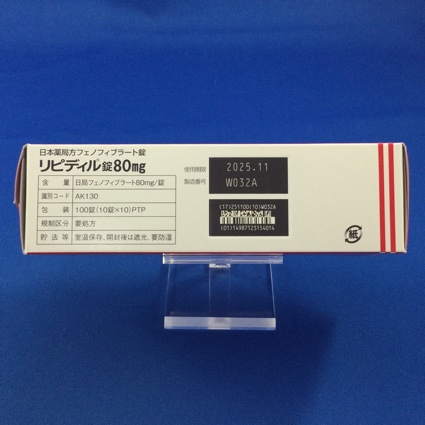 日本薬局方フェノフィブラート錠
リピディル錠80mg
含 量 日局フェノフィブラート80mg/錠
識別コード AK130
包 装 100錠(10錠×10)PTP
規制区分 要処方
貯 法 等 室温保存、開封後は遮光、要防湿
使用期限 2025.11
製造番号 W032A
(17)251100(10)W032A
(01)14987123154014
紙